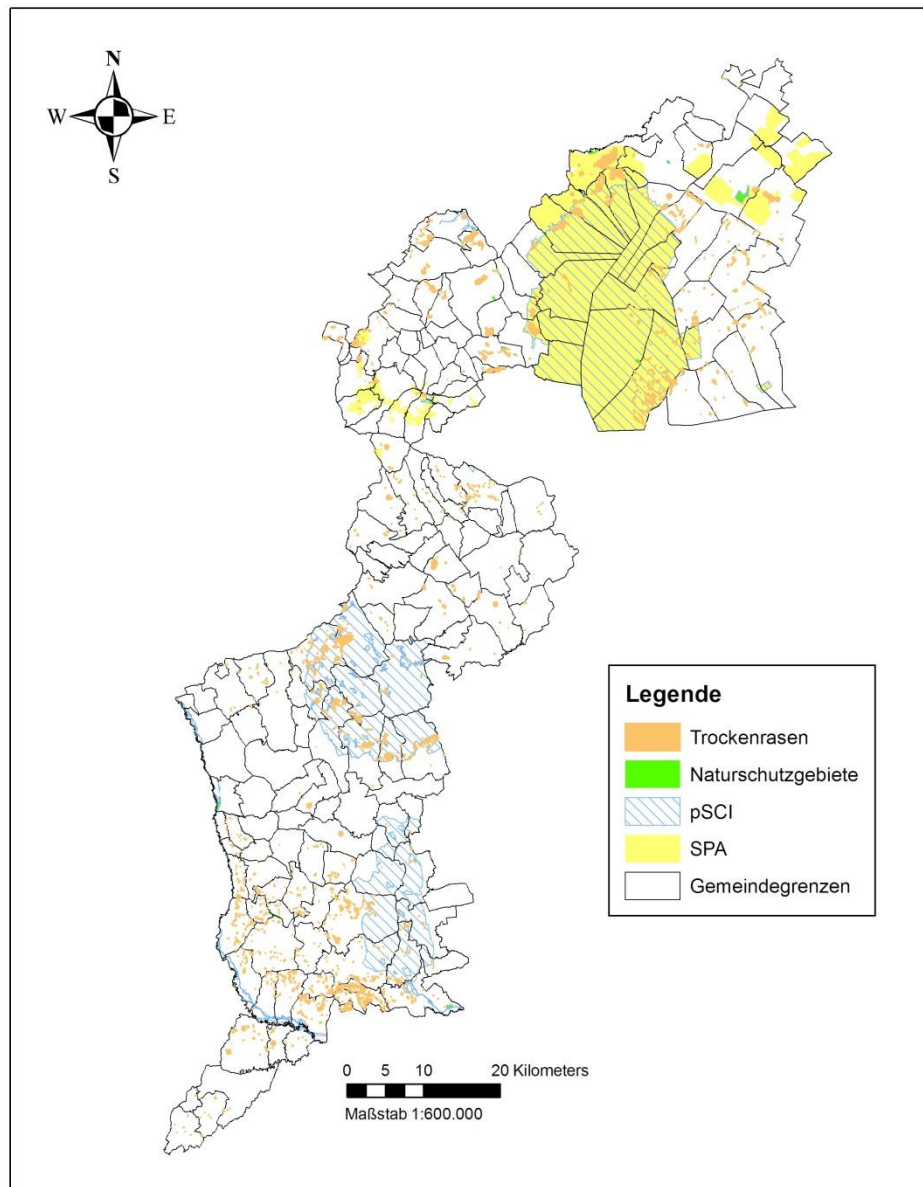 N
W E
S
Legende
Trockenrasen
Naturschutzgebiete
pSCI
SPA
Gemeindegrenzen
0 5 10 20 Kilometers
Maßstab 1:600.000